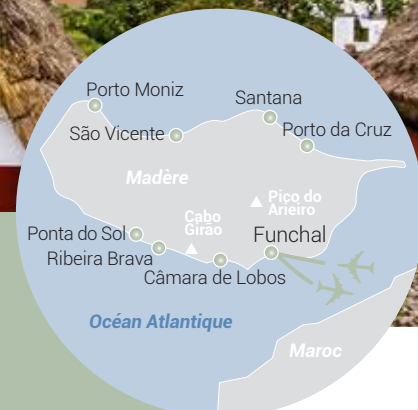 Porto Moniz
Santana
São Vicente
Porto da Cruz
Madère
Pico do
Arieiro
Cabo
Girão
Funchal
Ponta do Sol
Ribeira Brava
Câmara de Lobos
Océan Atlantique
Maroc